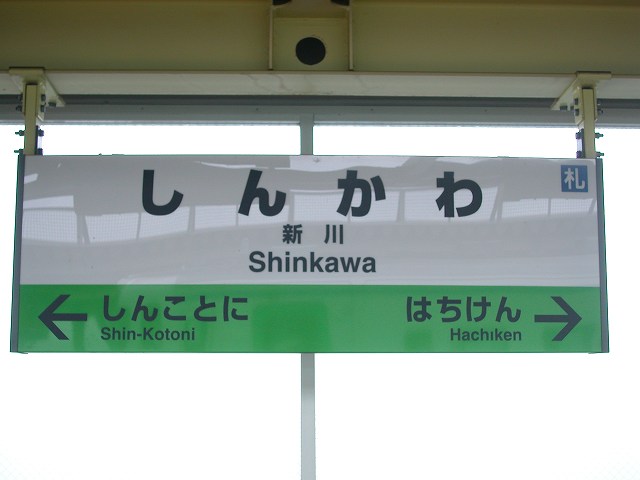 しんかわ
札
新川
Shinkawa
しんことに
Shin-Kotoni
はちけん
Hachiken